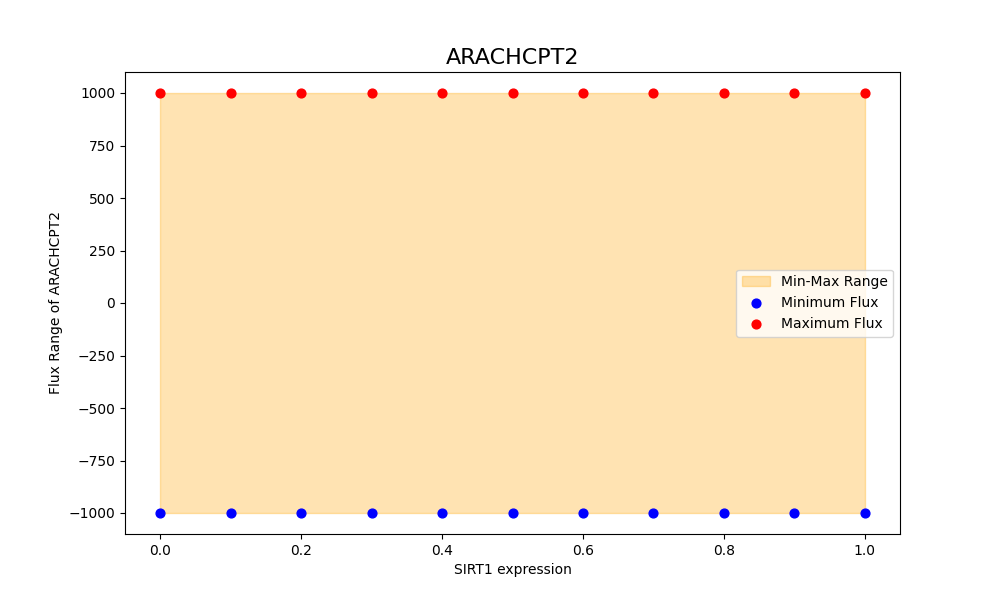 ARACHCPT2
Flux Range of ARACHCPT2
1000
750
500
250
0
−250
−500
−750
−1000
Min-Max Range
Minimum Flux
Maximum Flux
0.0
0.2
0.4
0.6
0.8
1.0
SIRT1 expression